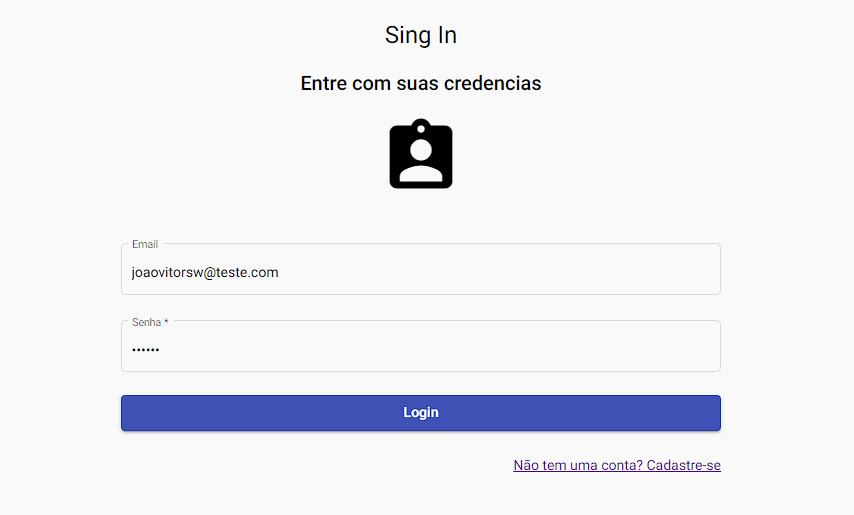 Sing In
Entre com suas credencias
Email
joaovitorsw@teste.com
Senha *
••••••
Login
Não tem uma conta? Cadastre-se